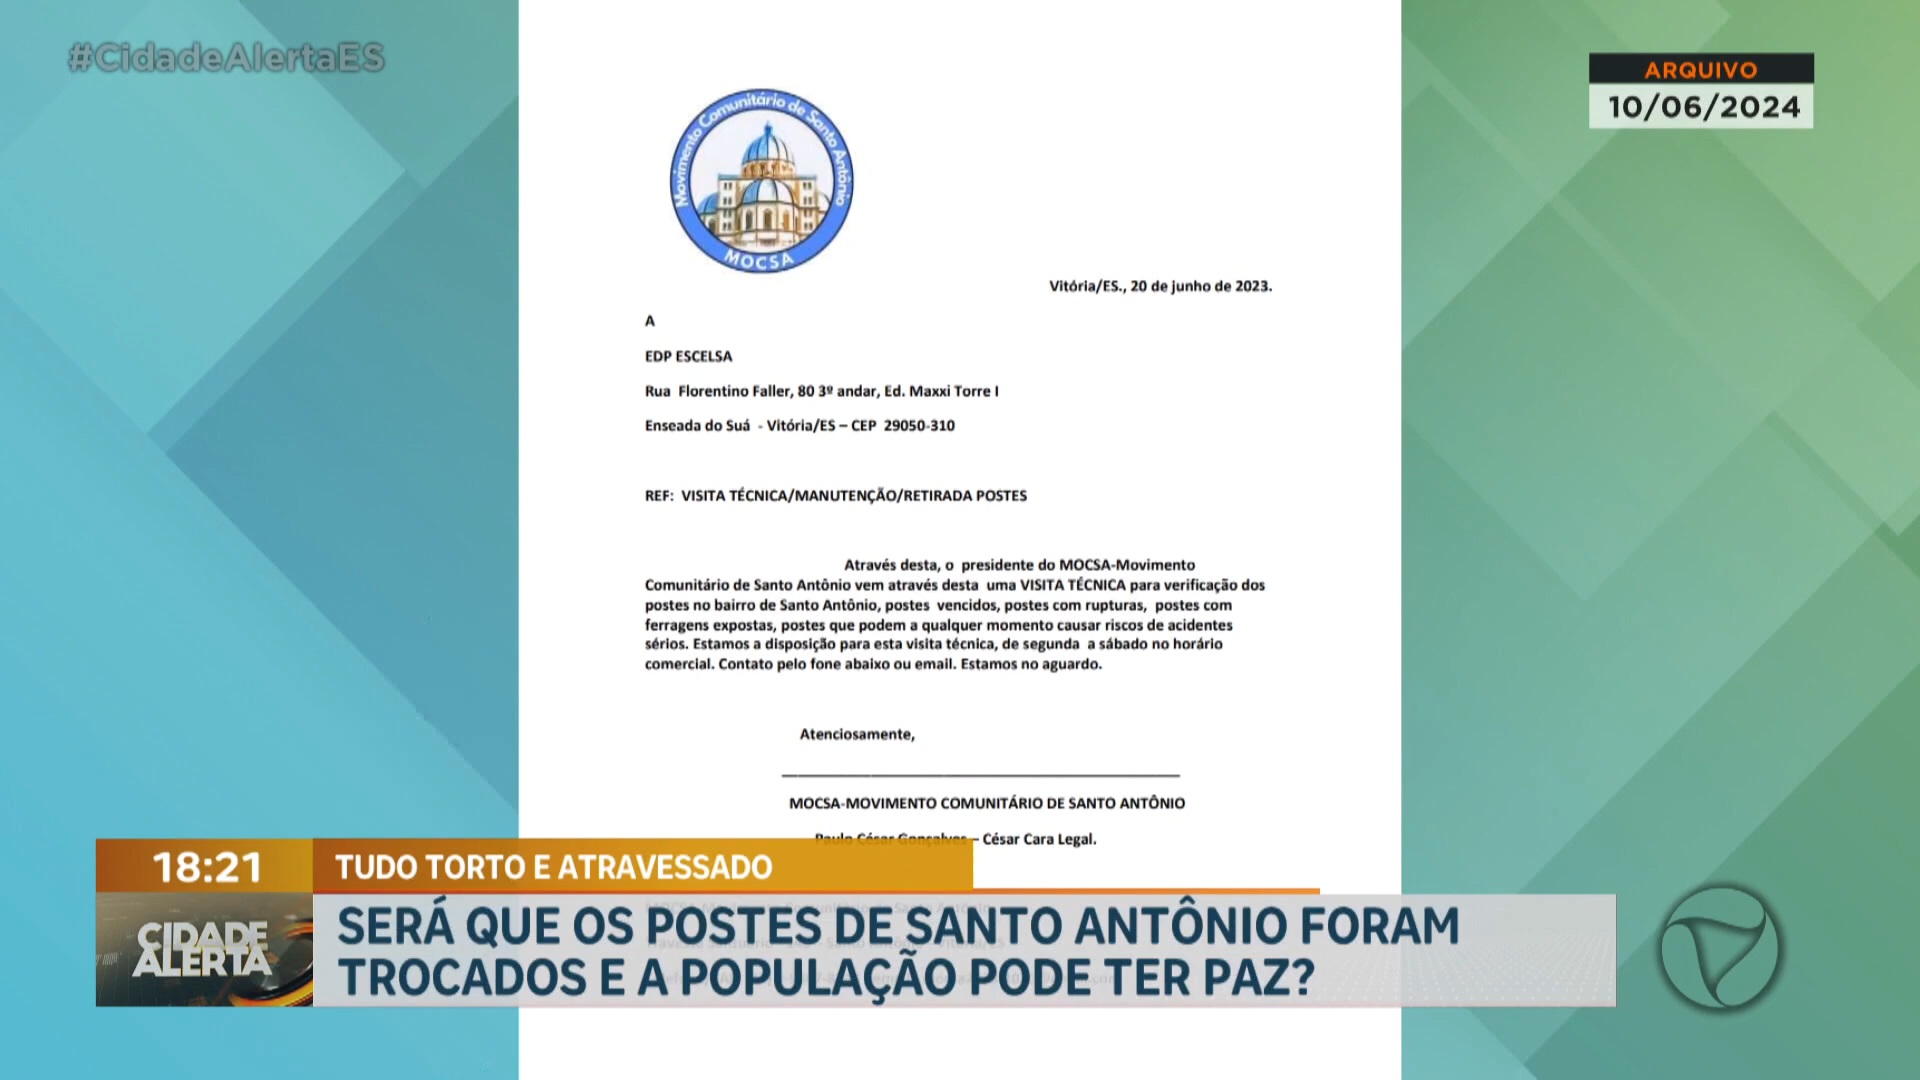 #CidadeAlertaES
ARQUIVO
10/06/2024
Movimento Comunitário de Santo Antônio
MOCSA
Vitória/ES., 20 de junho de 2023.
A
EDP ESCELSA
Rua Florentino Faller, 80 3º andar, Ed. Maxxi Torre I
Enseada do Suá - Vitória/ES – CEP 29050-310
REF: VISITA TÉCNICA/MANUTENÇÃO/RETIRADA POSTES
Através desta, o presidente do MOCSA-Movimento
Comunitário de Santo Antônio vem através desta uma VISITA TÉCNICA para verificação dos
postes no bairro de Santo Antônio, postes vencidos, postes com rupturas, postes com
ferragens expostas, postes que podem a qualquer momento causar riscos de acidentes
sérios. Estamos a disposição para esta visita técnica, de segunda a sábado no horário
comercial. Contato pelo fone abaixo ou email. Estamos no aguardo.
Atenciosamente,
MOCSA-MOVIMENTO COMUNITÁRIO DE SANTO ANTÔNIO
Paulo César Gonçalves – César Cara Legal.
18:21
TUDO TORTO E ATRAVESSADO
CIDADE
ALERTA
SERÁ QUE OS POSTES DE SANTO ANTÔNIO FORAM
TROCADOS E A POPULAÇÃO PODE TER PAZ?